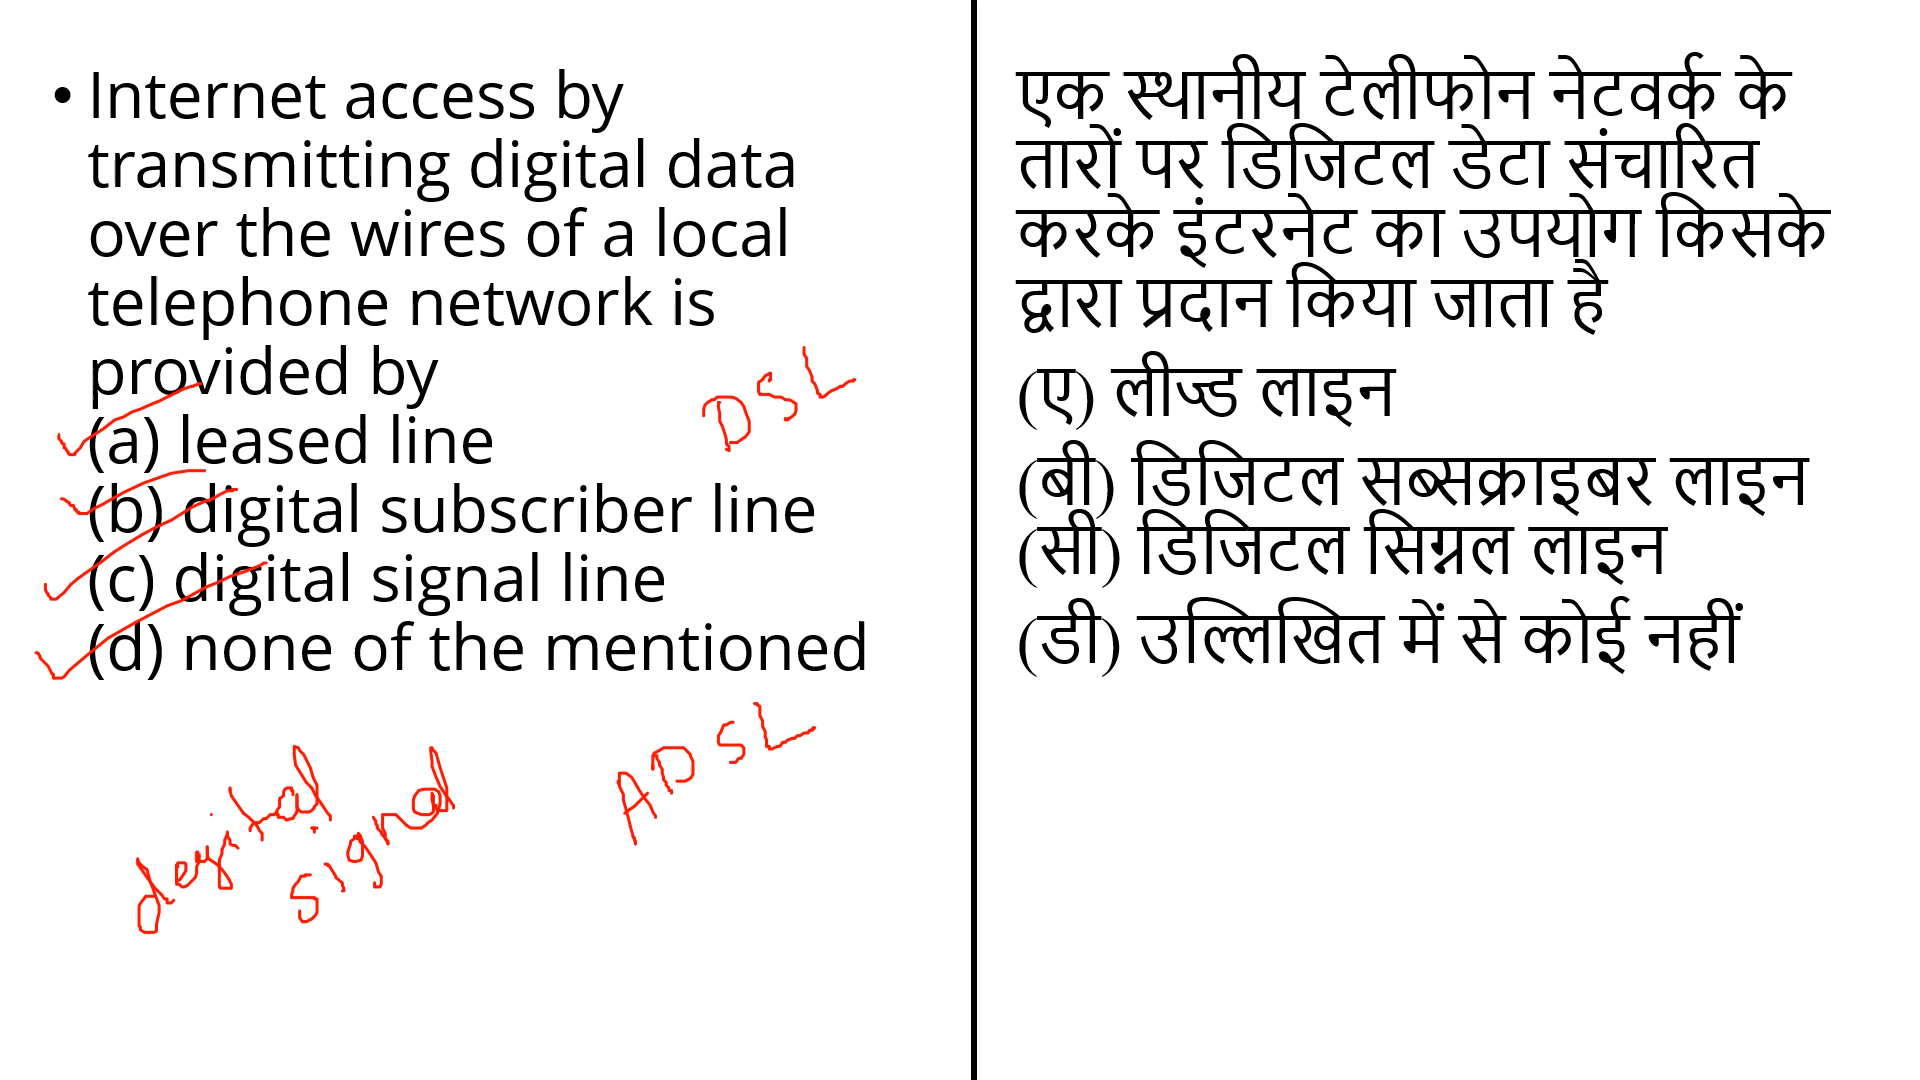 • Internet access by
transmitting digital data
over the wires of a local
telephone network is
provided by
(a) leased line
(b) digital subscriber line
(c) digital signal line
(d) none of the mentioned
DSL
ADSL
degital
signal
एक स्थानीय टेलीफोन नेटवर्क के
तारों पर डिजिटल डेटा संचारित
करके इंटरनेट का उपयोग किसके
द्वारा प्रदान किया जाता है
(ए) लीज्ड लाइन
(बी) डिजिटल सब्सक्राइबर लाइन
(सी) डिजिटल सिग्नल लाइन
(डी) उल्लिखित में से कोई नहीं